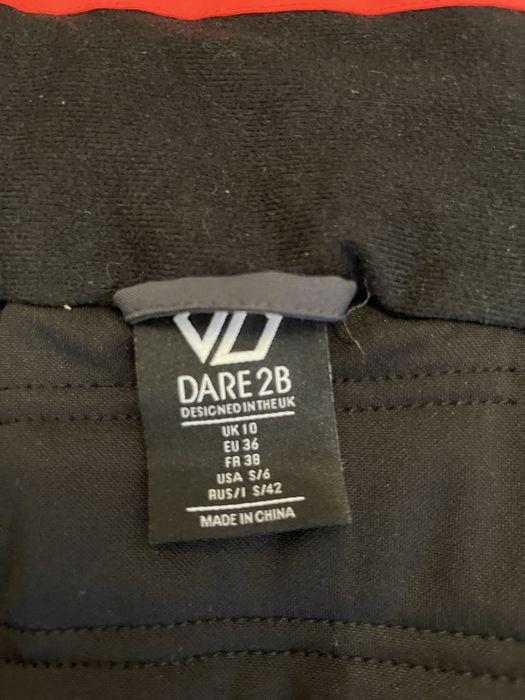 DARE 2B
DESIGNED IN THE UK
UK 10
EU 36
FR 38
USA S/6
RUS/I S/42
MADE IN CHINA